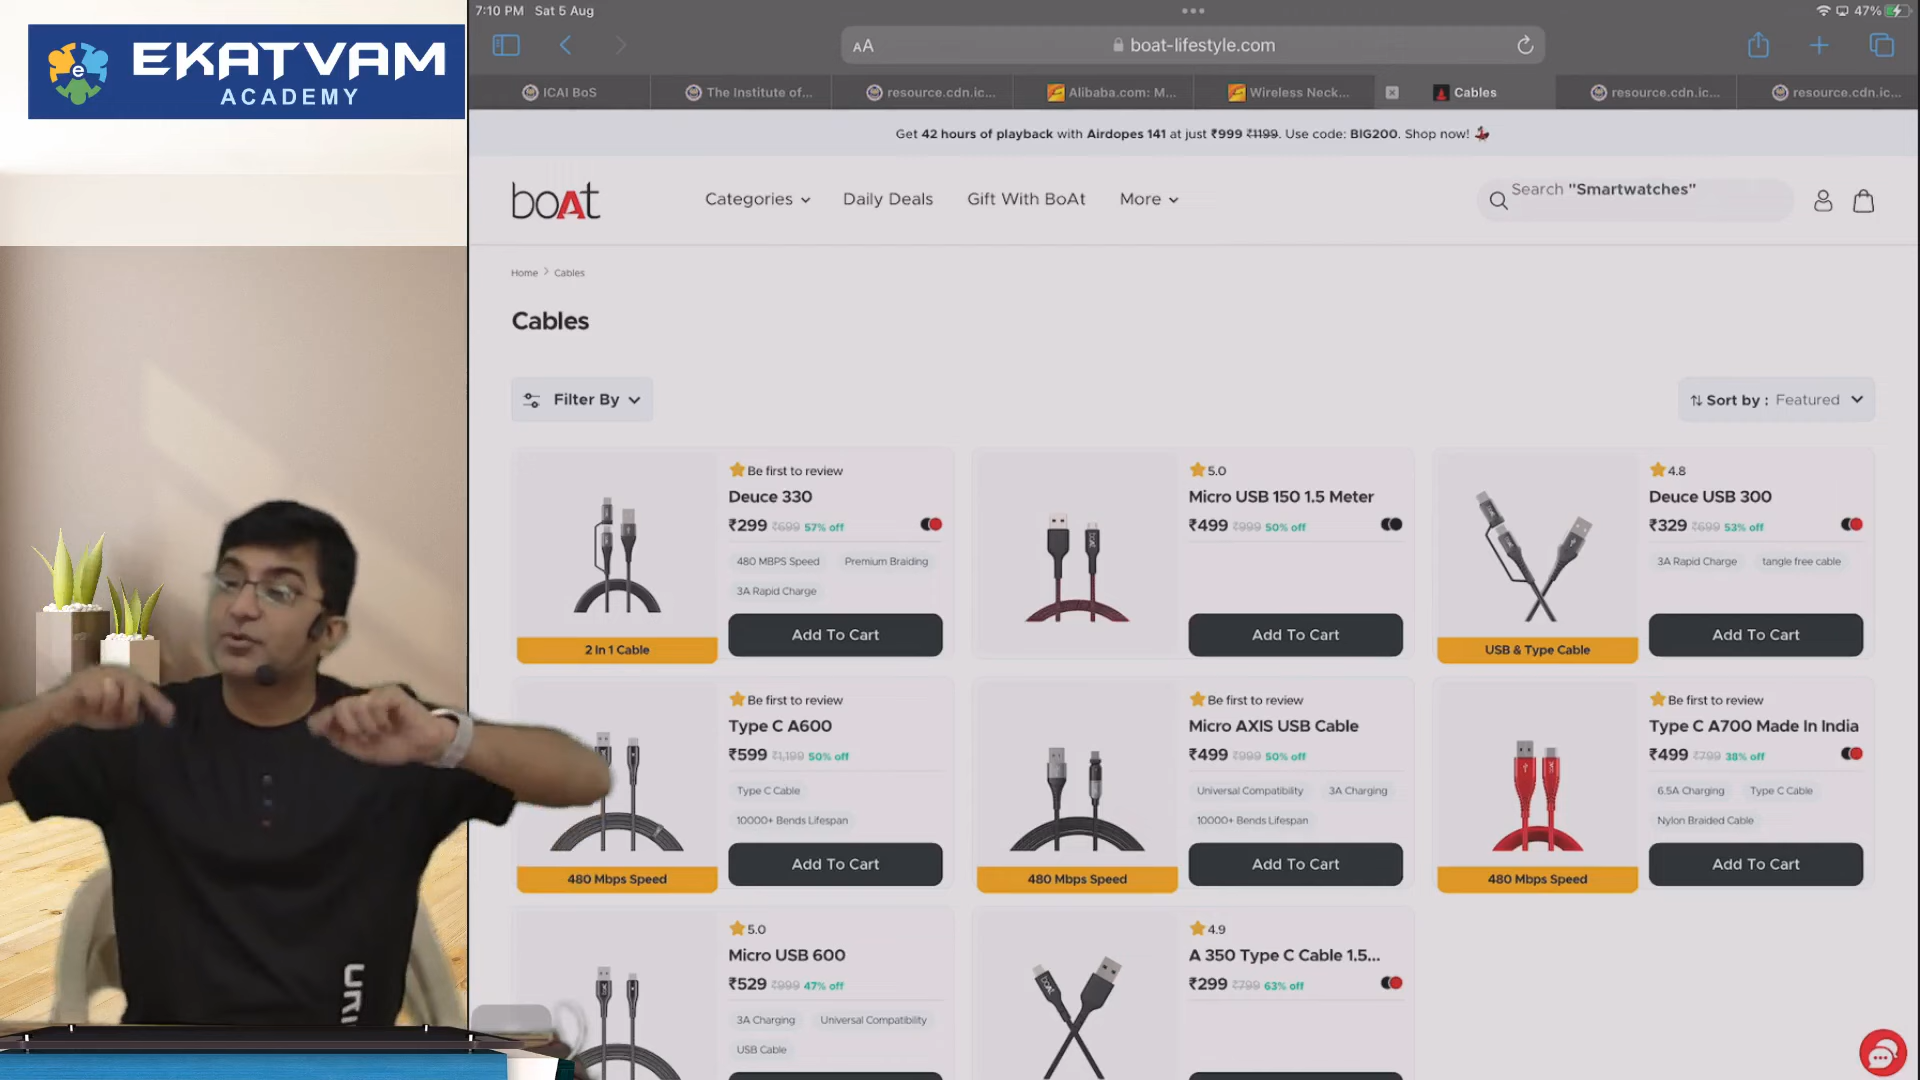 7:10 PM Sat 5 Aug
47%
EKATVAM
ACADEMY
AA
boat-lifestyle.com
ICAI BoS
The Institute of...
resource.cdn.ic...
Alibaba.com: M...
Wireless Neck...
Cables
resource.cdn.ic...
resource.cdn.ic...
Get 42 hours of playback with Airdopes 141 at just ₹999 ₹1199. Use code: BIG200. Shop now!
boAt
Categories
Daily Deals
Gift With BoAt
More
Search "Smartwatches"
Home > Cables
Cables
Filter By
Sort by : Featured
Be first to review
Deuce 330
₹299 ₹699 57% off
480 MBPS Speed
Premium Braiding
3A Rapid Charge
Add To Cart
2 In 1 Cable
5.0
Micro USB 150 1.5 Meter
₹499 ₹999 50% off
Add To Cart
4.8
Deuce USB 300
₹329 ₹699 53% off
3A Rapid Charge
tangle free cable
Add To Cart
USB & Type Cable
Be first to review
Type C A600
₹599 ₹1,199 50% off
Type C Cable
10000+ Bends Lifespan
Add To Cart
480 Mbps Speed
Be first to review
Micro AXIS USB Cable
₹499 ₹999 50% off
Universal Compatibility
3A Charging
10000+ Bends Lifespan
Add To Cart
480 Mbps Speed
Be first to review
Type C A700 Made In India
₹499 ₹799 38% off
6.5A Charging
Type C Cable
Nylon Braided Cable
Add To Cart
480 Mbps Speed
5.0
Micro USB 600
₹529 ₹999 47% off
3A Charging
Universal Compatibility
USB Cable
4.9
A 350 Type C Cable 1.5...
₹299 ₹799 63% off